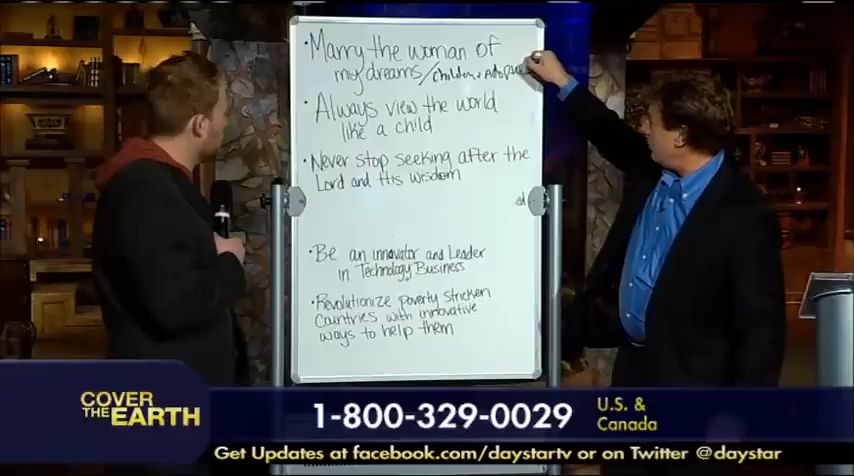 • Marry the woman of
my dreams/children + Adopt
• Always view the world
like a child
• Never stop seeking after the
Lord and His wisdom
• Be an innovator and Leader
in Technology Business
• Revolutionize poverty stricken
Countries with innovative
ways to help them
COVER
THE EARTH
1-800-329-0029
U.S. &
Canada
Get Updates at facebook.com/daystartv or on Twitter @daystar